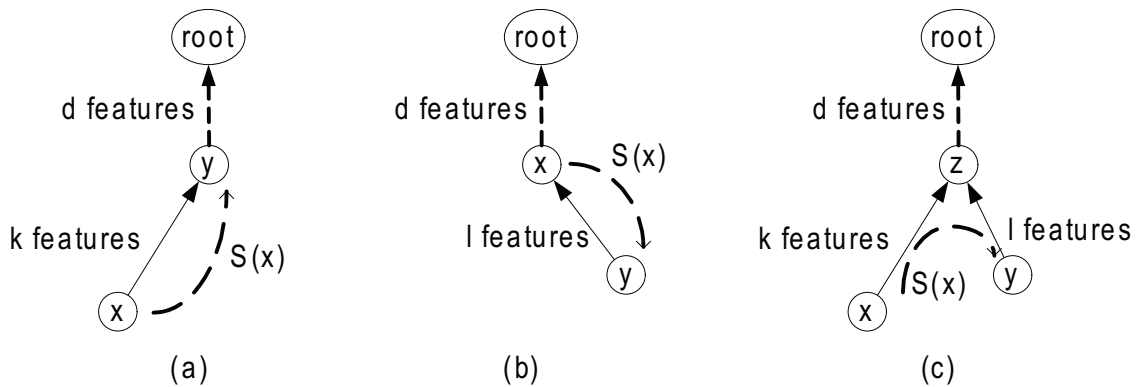 root
d features
y
k features
S(x)
x
(a)
root
d features
x
S(x)
l features
y
(b)
root
d features
z
k features
l features
S(x)
y
x
(c)